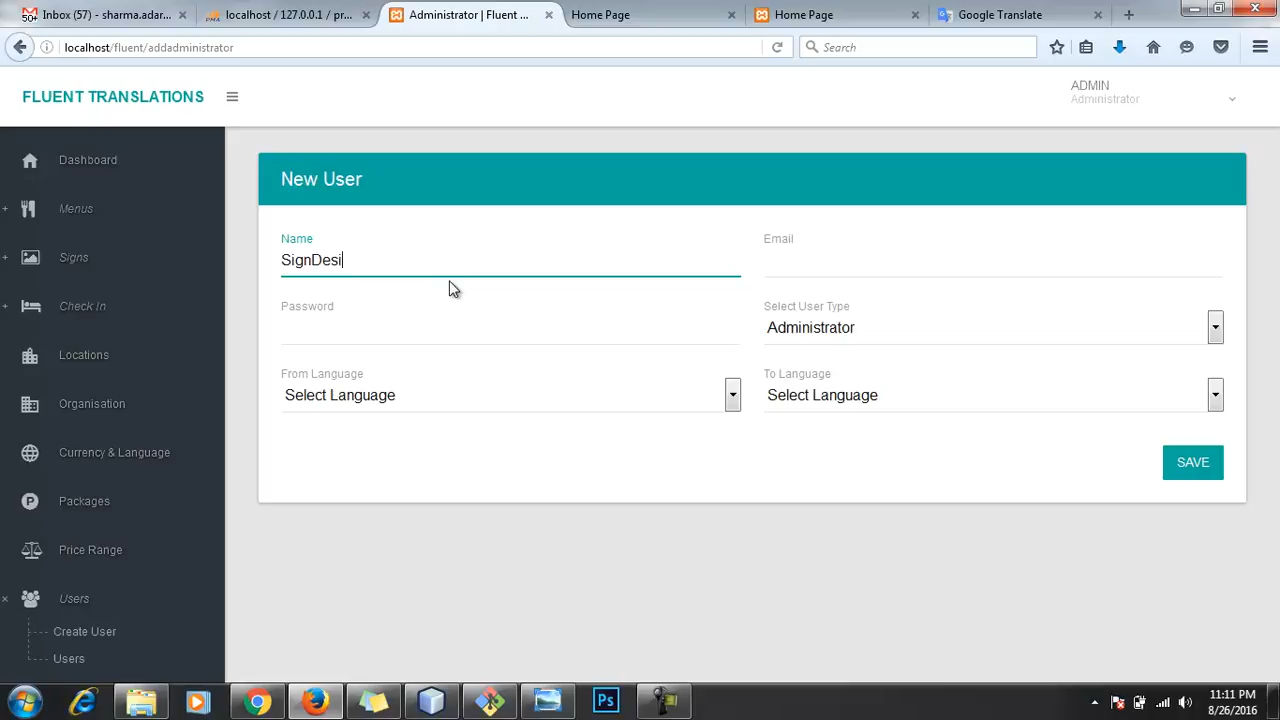 Inbox (57) - sharma.adar...
localhost / 127.0.0.1 / pr...
Administrator | Fluent ...
Home Page
Home Page
Google Translate
localhost/fluent/addadministrator
Search
FLUENT TRANSLATIONS
ADMIN
Administrator
Dashboard
Menus
Signs
Check In
Locations
Organisation
Currency & Language
Packages
Price Range
Users
Create User
Users
New User
Name
SignDesi
Email
Password
Select User Type
Administrator
From Language
Select Language
To Language
Select Language
SAVE
Ps
11:11 PM
8/26/2016